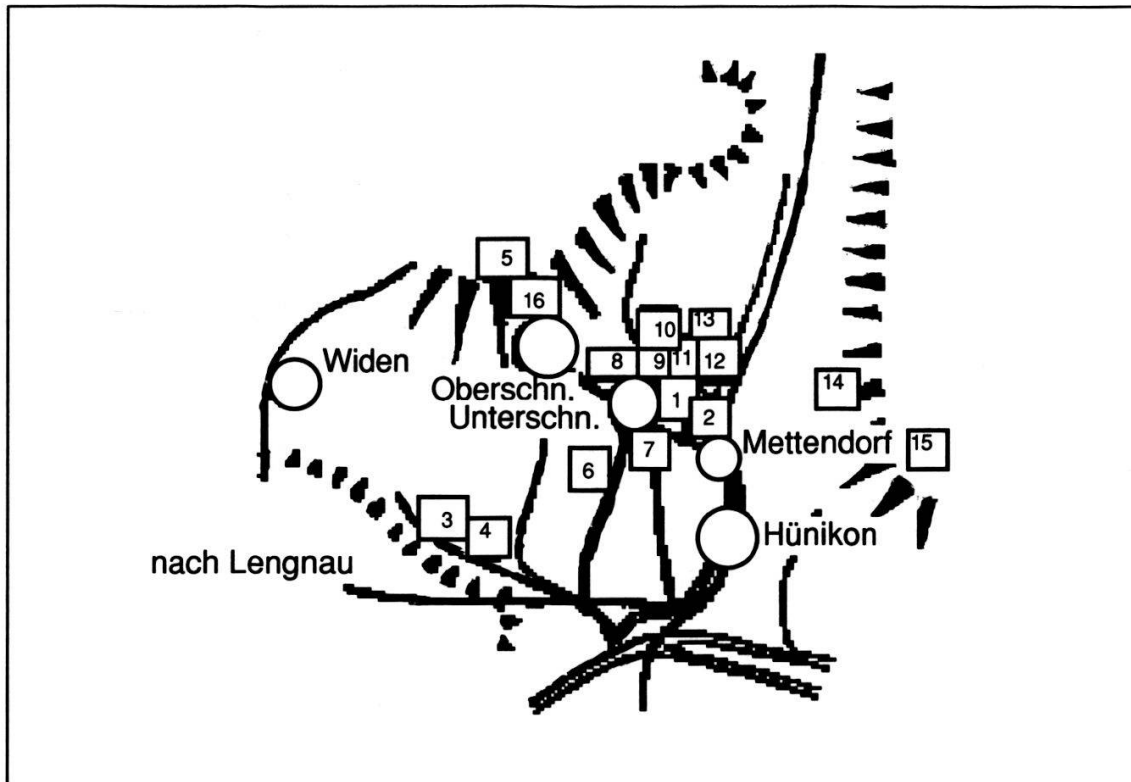 5
16
13
10
Widen
8
9
11
12
14
Oberschn.
Unterschn.
1
2
Mettendorf
15
7
6
3
4
Hünikon
nach Lengnau